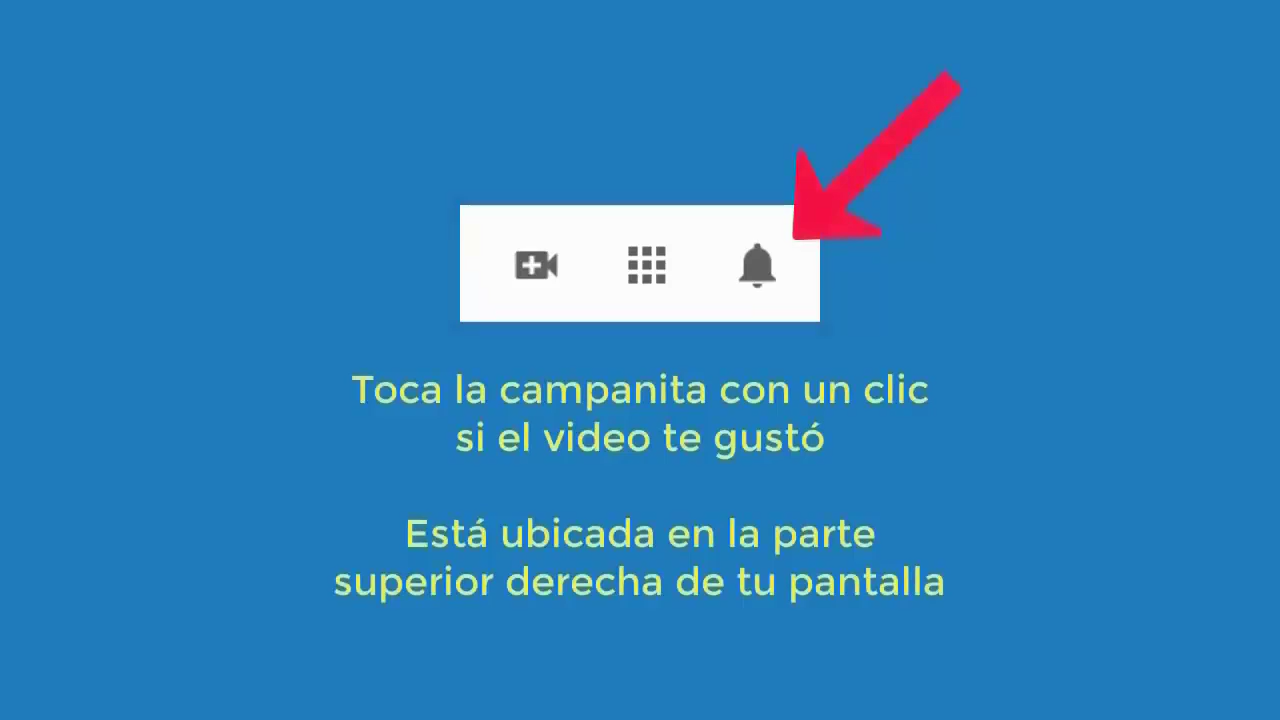 Toca la campanita con un clic
si el video te gustó
Está ubicada en la parte
superior derecha de tu pantalla